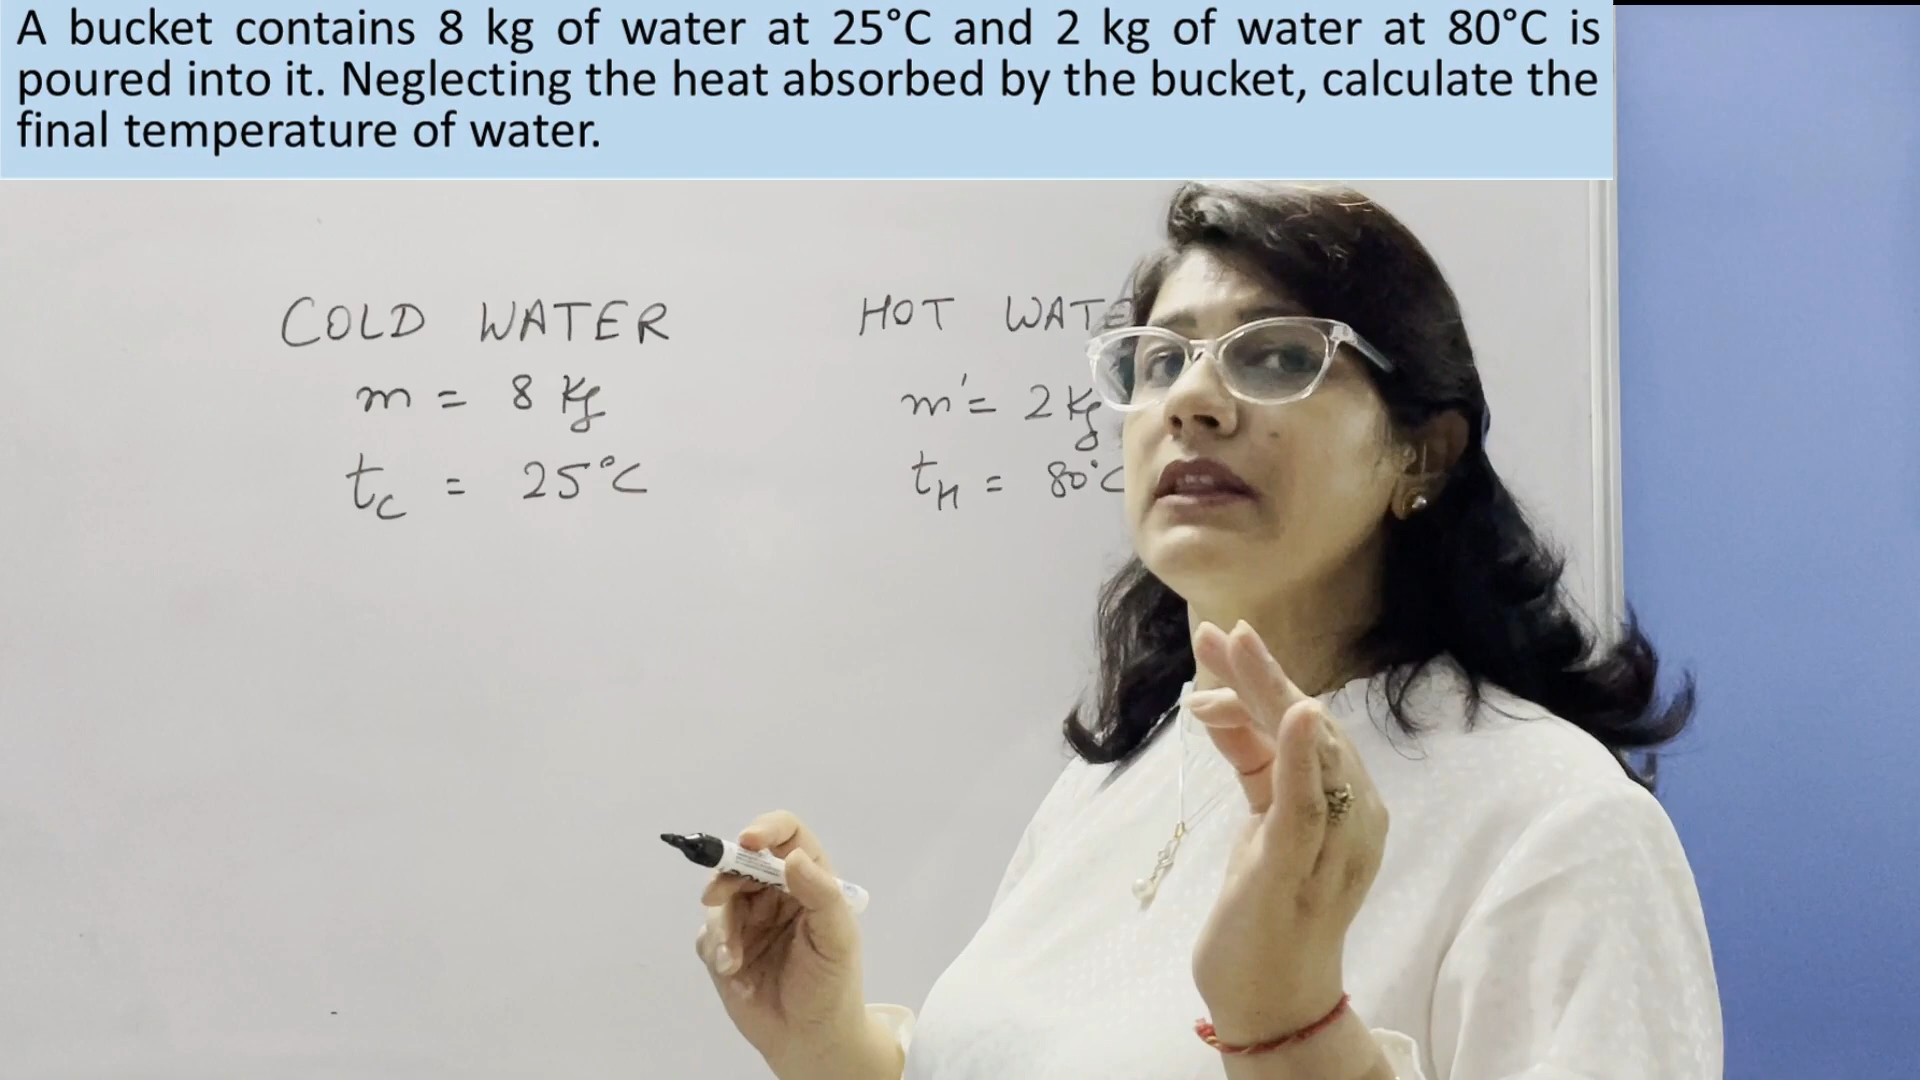 A bucket contains 8 kg of water at 25°C and 2 kg of water at 80°C is
poured into it. Neglecting the heat absorbed by the bucket, calculate the
final temperature of water.
COLD WATER
HOT WATE
m = 8 Kg
m' = 2 Kg
tc = 25°C
tH = 80°C